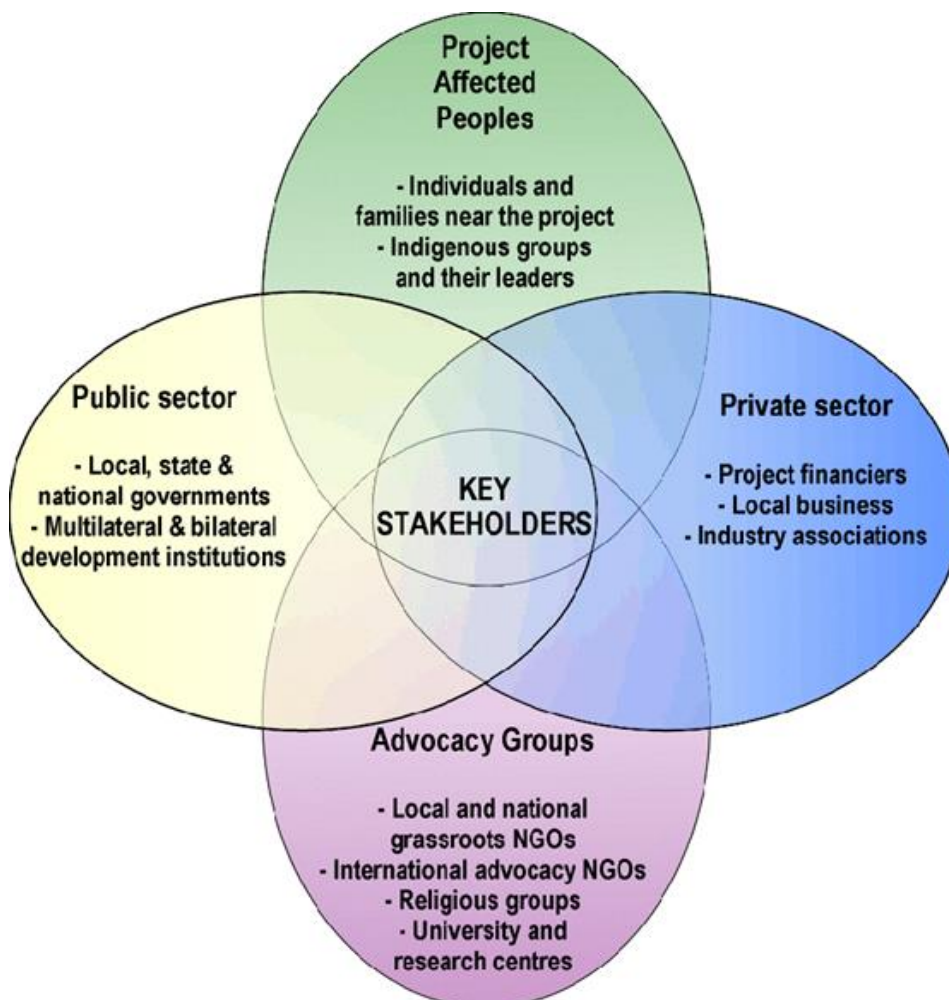 Project
Affected
Peoples
- Individuals and
families near the project
- Indigenous groups
and their leaders
Public sector
- Local, state &
national governments
- Multilateral & bilateral
development institutions
KEY
STAKEHOLDERS
Private sector
- Project financiers
- Local business
- Industry associations
Advocacy Groups
- Local and national
grassroots NGOs
- International advocacy NGOs
- Religious groups
- University and
research centres